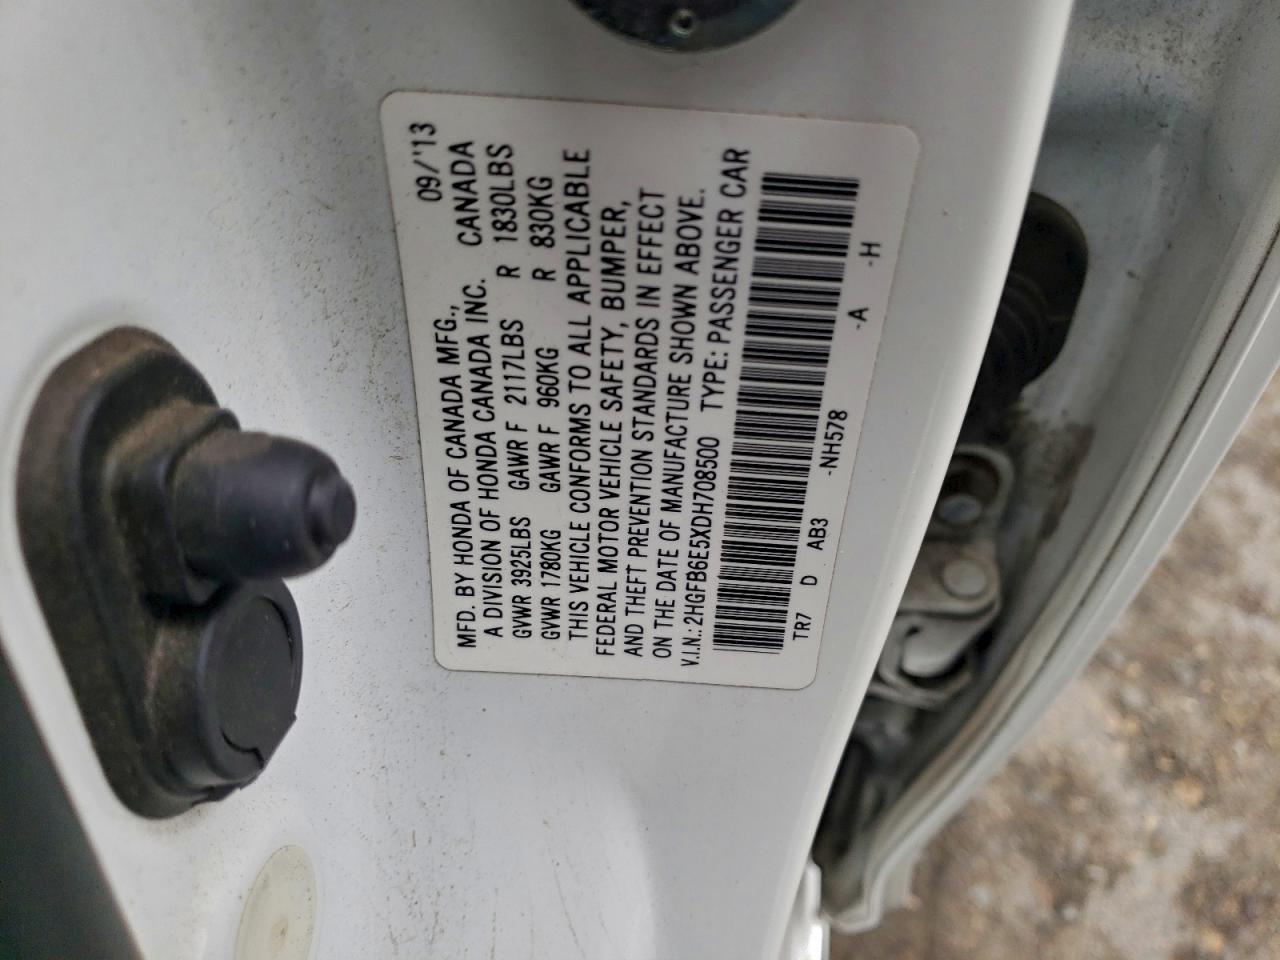 09/'13
MFD. BY HONDA OF CANADA MFG., CANADA
A DIVISION OF HONDA CANADA INC.
GVWR 3925LBS GAWR F 2117LBS R 1830LBS
GVWR 1780KG GAWR F 960KG R 830KG
THIS VEHICLE CONFORMS TO ALL APPLICABLE
FEDERAL MOTOR VEHICLE SAFETY, BUMPER,
AND THEFT PREVENTION STANDARDS IN EFFECT
ON THE DATE OF MANUFACTURE SHOWN ABOVE.
V.I.N.: 2HGFB6E5XDH708500 TYPE: PASSENGER CAR
TR7 D AB3 -NH578 -A -H